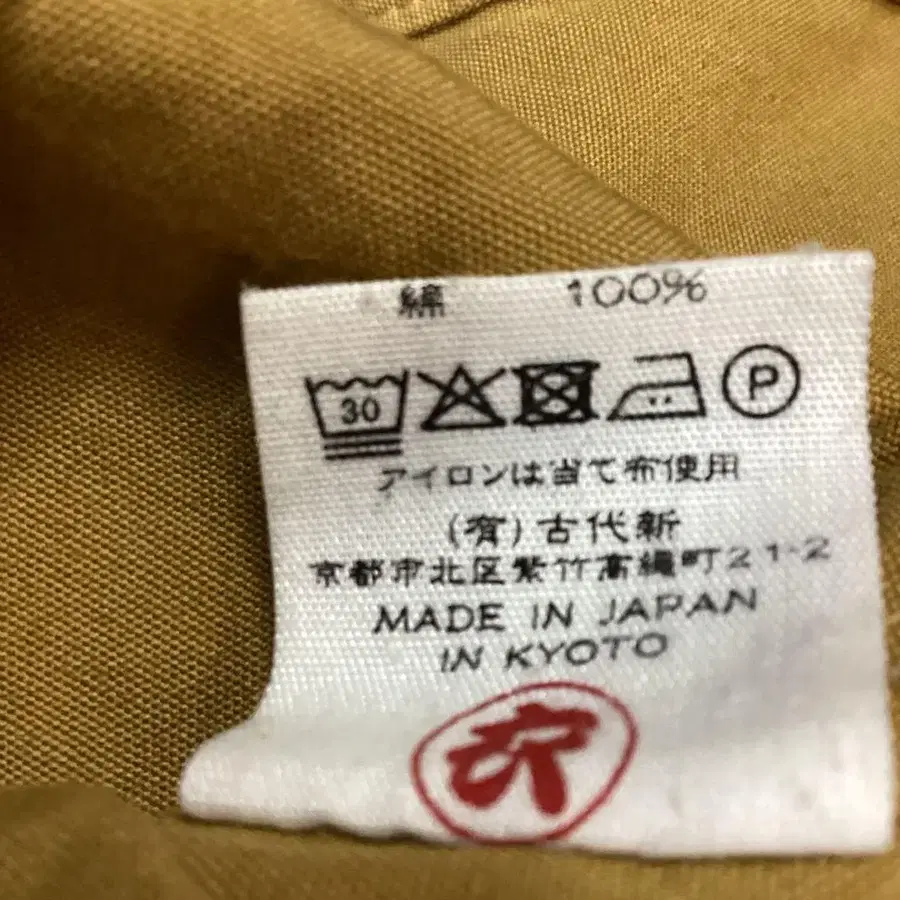 綿 100%
30 P
アイロンは当て布使用
(有)古代新
京都市北区紫竹高縄町21-2
MADE IN JAPAN
IN KYOTO